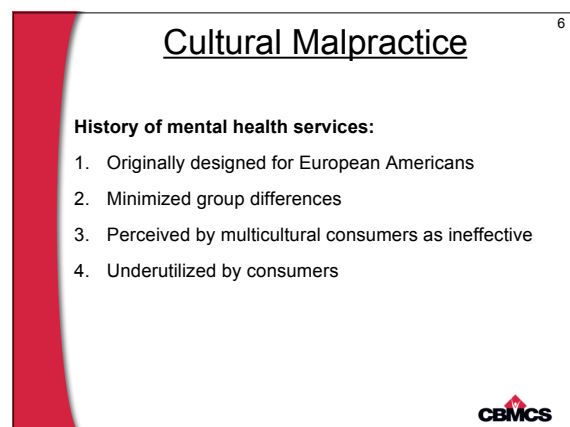 6
Cultural Malpractice
History of mental health services:
1. Originally designed for European Americans
2. Minimized group differences
3. Perceived by multicultural consumers as ineffective
4. Underutilized by consumers
CBMCS